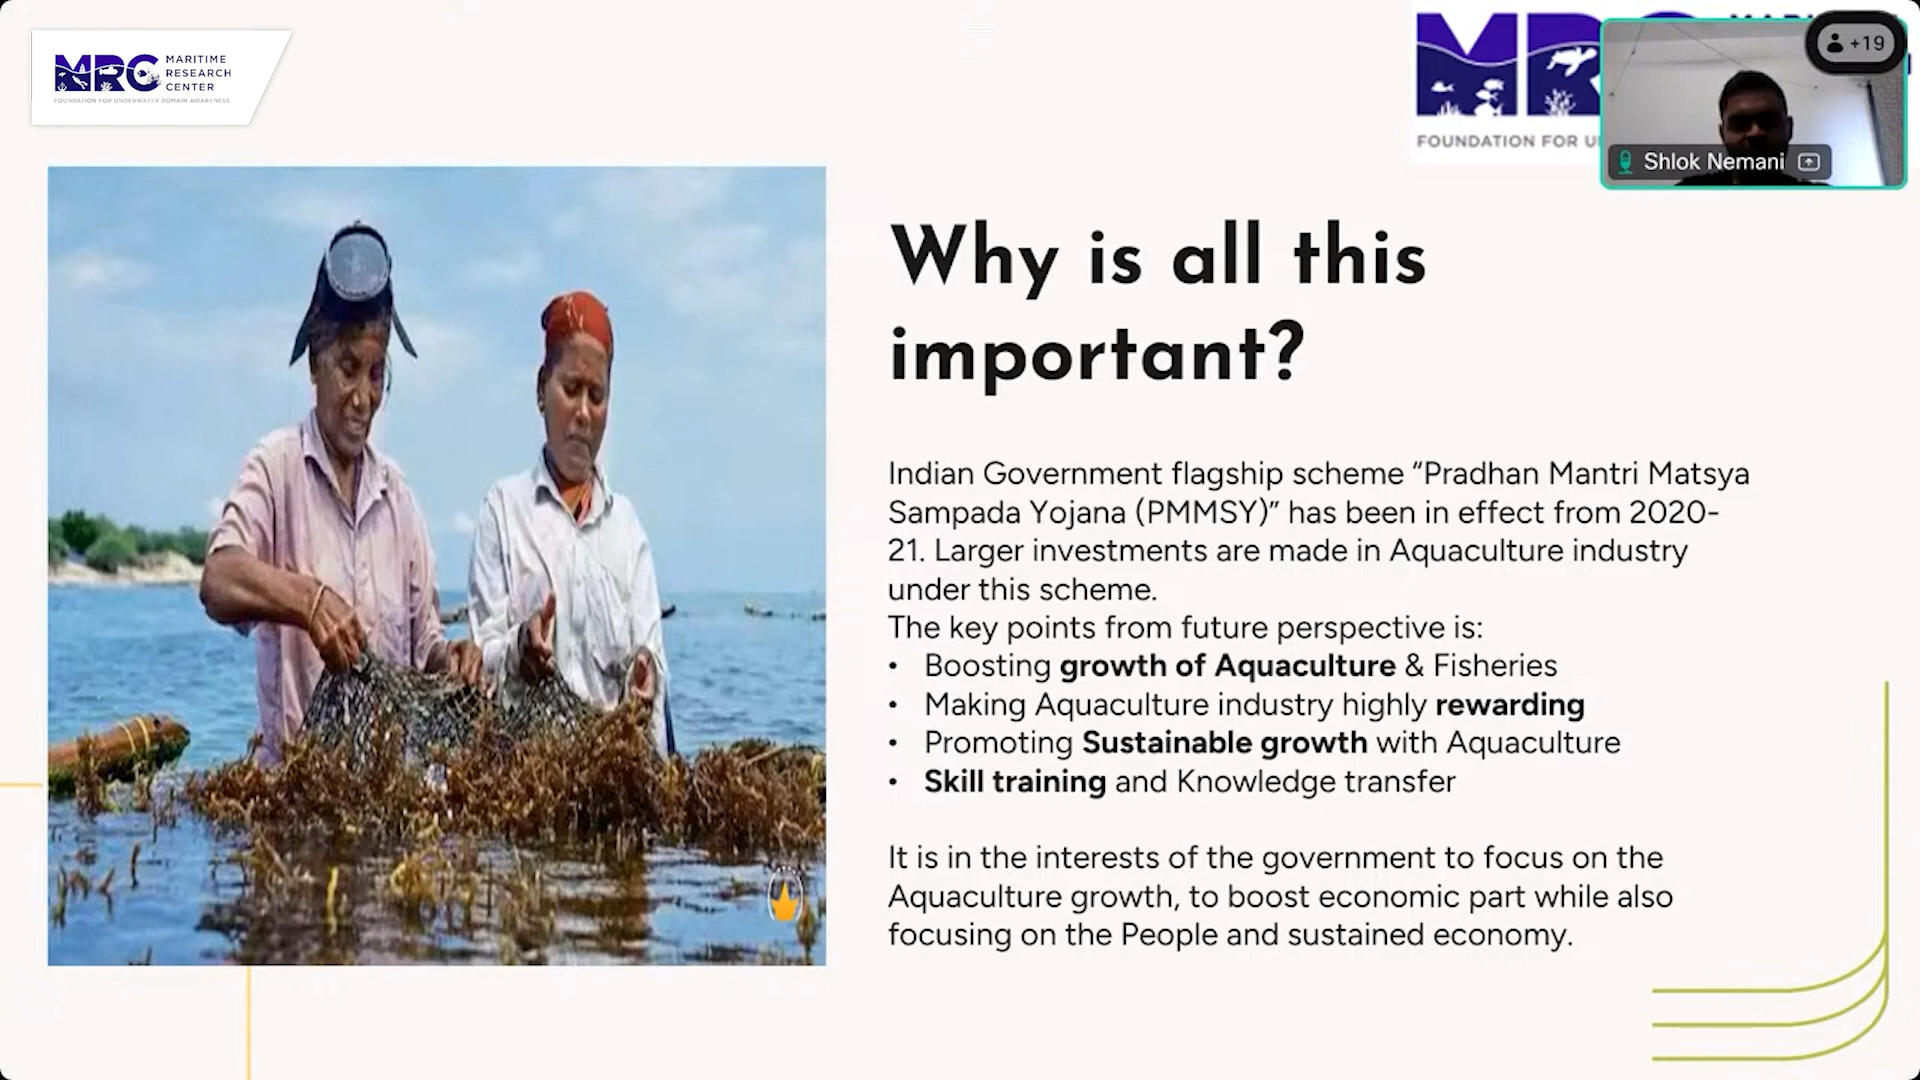 MRC MARITIME
RESEARCH
CENTER
FOUNDATION FOR UNDERWATER DOMAIN AWARENESS
FOUNDATION FOR
+19
Shlok Nemani
Why is all this
important?
Indian Government flagship scheme “Pradhan Mantri Matsya
Sampada Yojana (PMMSY)” has been in effect from 2020-
21. Larger investments are made in Aquaculture industry
under this scheme.
The key points from future perspective is:
• Boosting growth of Aquaculture & Fisheries
• Making Aquaculture industry highly rewarding
• Promoting Sustainable growth with Aquaculture
• Skill training and Knowledge transfer
It is in the interests of the government to focus on the
Aquaculture growth, to boost economic part while also
focusing on the People and sustained economy.